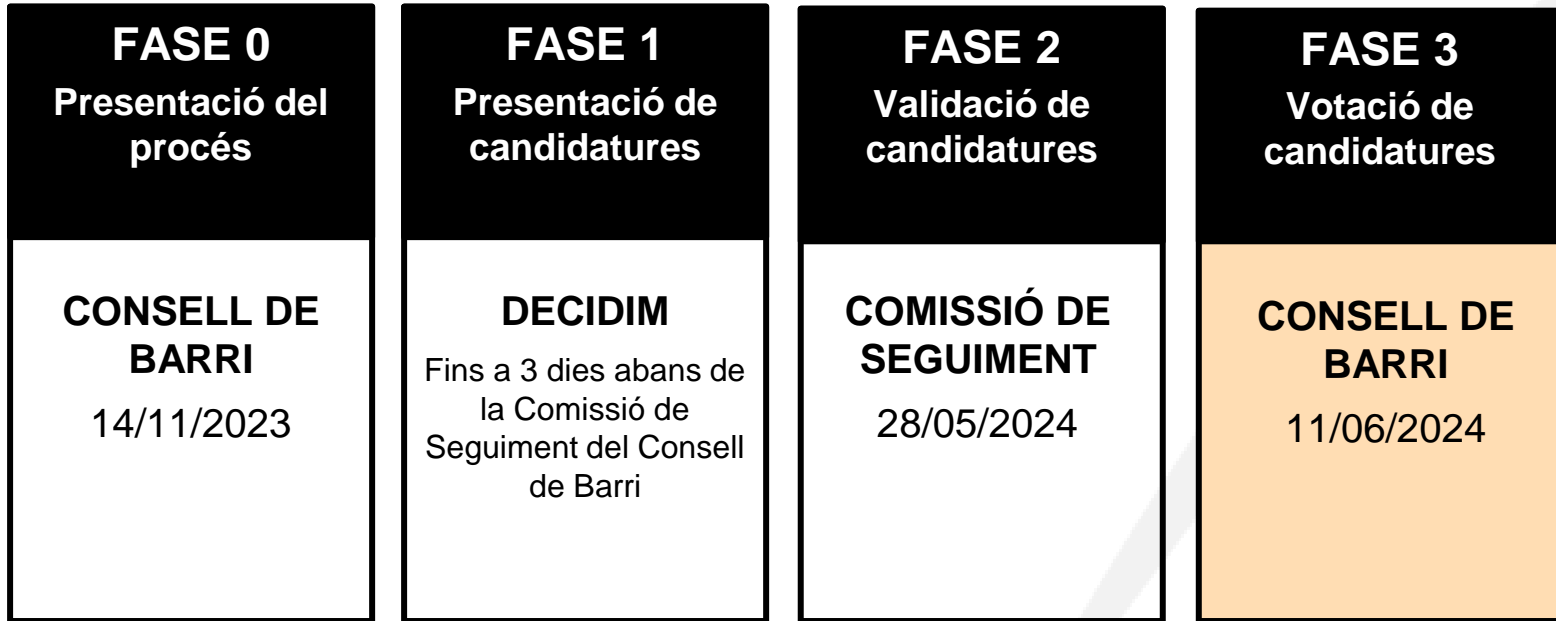 FASE 0
Presentació del
procés
CONSELL DE
BARRI
14/11/2023
FASE 1
Presentació de
candidatures
DECIDIM
Fins a 3 dies abans de
la Comissió de
Seguiment del Consell
de Barri
FASE 2
Validació de
candidatures
COMISSIÓ DE
SEGUIMENT
28/05/2024
FASE 3
Votació de
candidatures
CONSELL DE
BARRI
11/06/2024